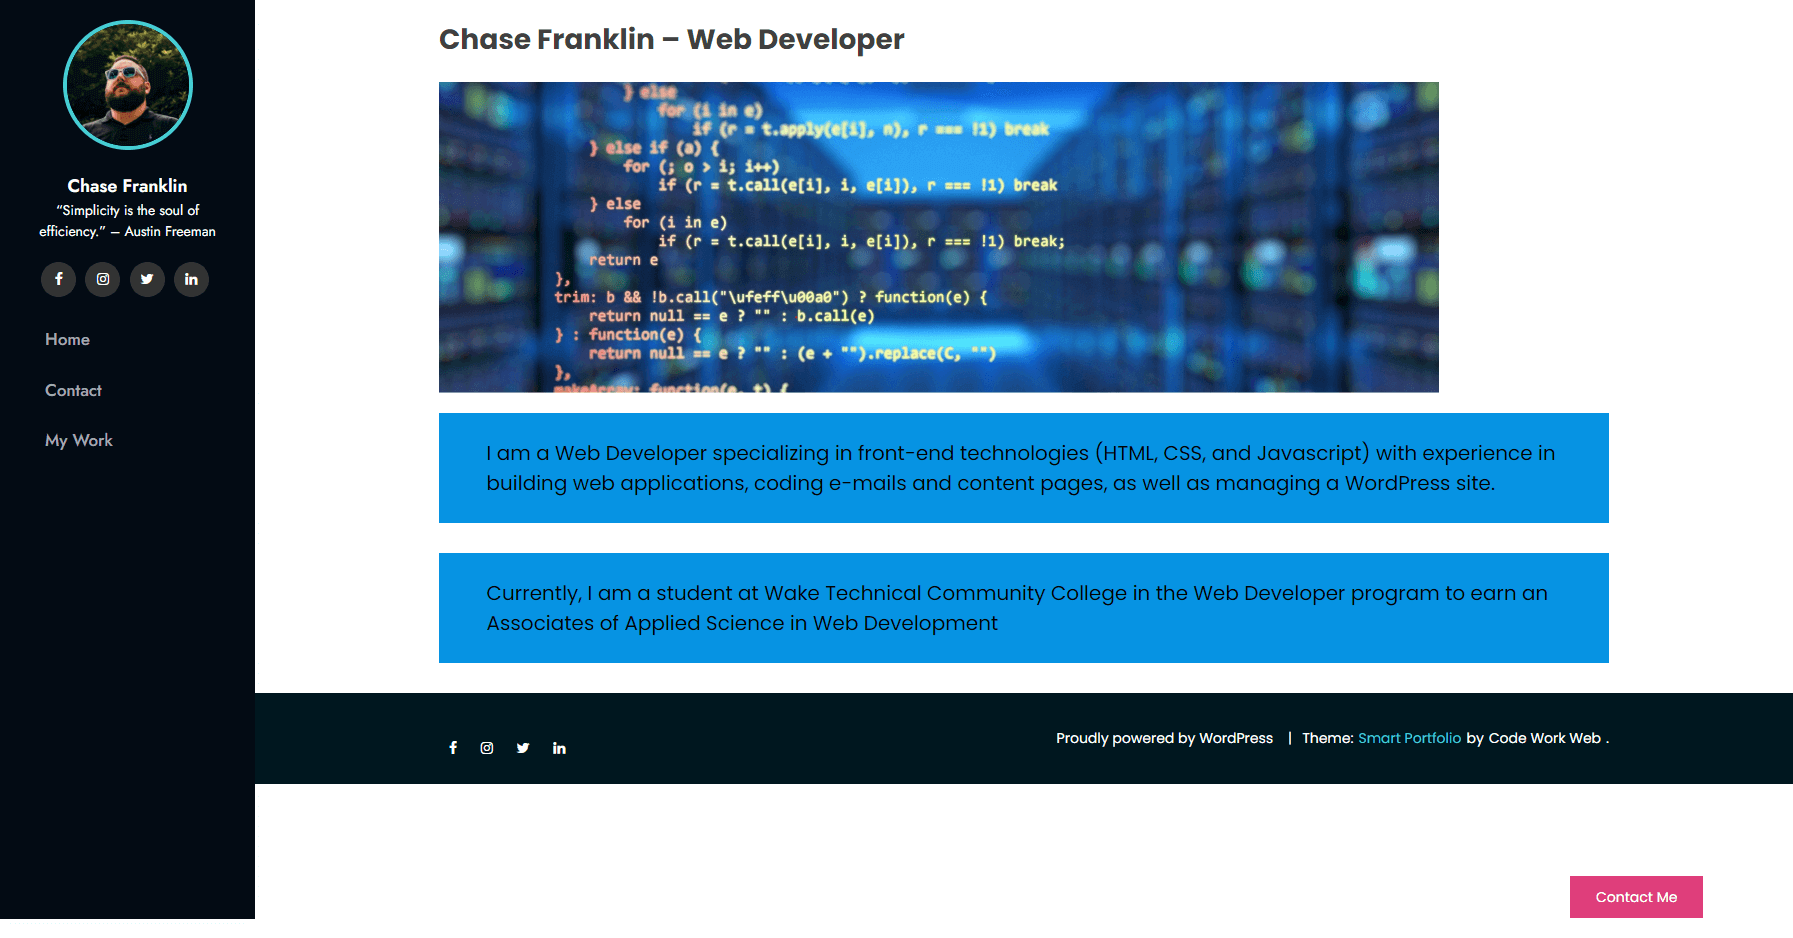 Chase Franklin
“Simplicity is the soul of
efficiency.” — Austin Freeman
Home
Contact
My Work
Chase Franklin – Web Developer
} else
for (i in e)
if (r = t.apply(e[i], n), r === !1) break
} else if (a) {
for (; o > i; i++)
if (r = t.call(e[i], i, e[i]), r === !1) break
} else
for (i in e)
if (r = t.call(e[i], i, e[i]), r === !1) break;
return e
},
trim: b && !b.call("\ufeff\u00a0") ? function(e) {
return null == e ? "" : b.call(e)
} : function(e) {
return null == e ? "" : (e + "").replace(C, "")
},
makeArray: function(e, t) {
I am a Web Developer specializing in front-end technologies (HTML, CSS, and Javascript) with experience in
building web applications, coding e-mails and content pages, as well as managing a WordPress site.
Currently, I am a student at Wake Technical Community College in the Web Developer program to earn an
Associates of Applied Science in Web Development
Proudly powered by WordPress | Theme: Smart Portfolio by Code Work Web .
Contact Me